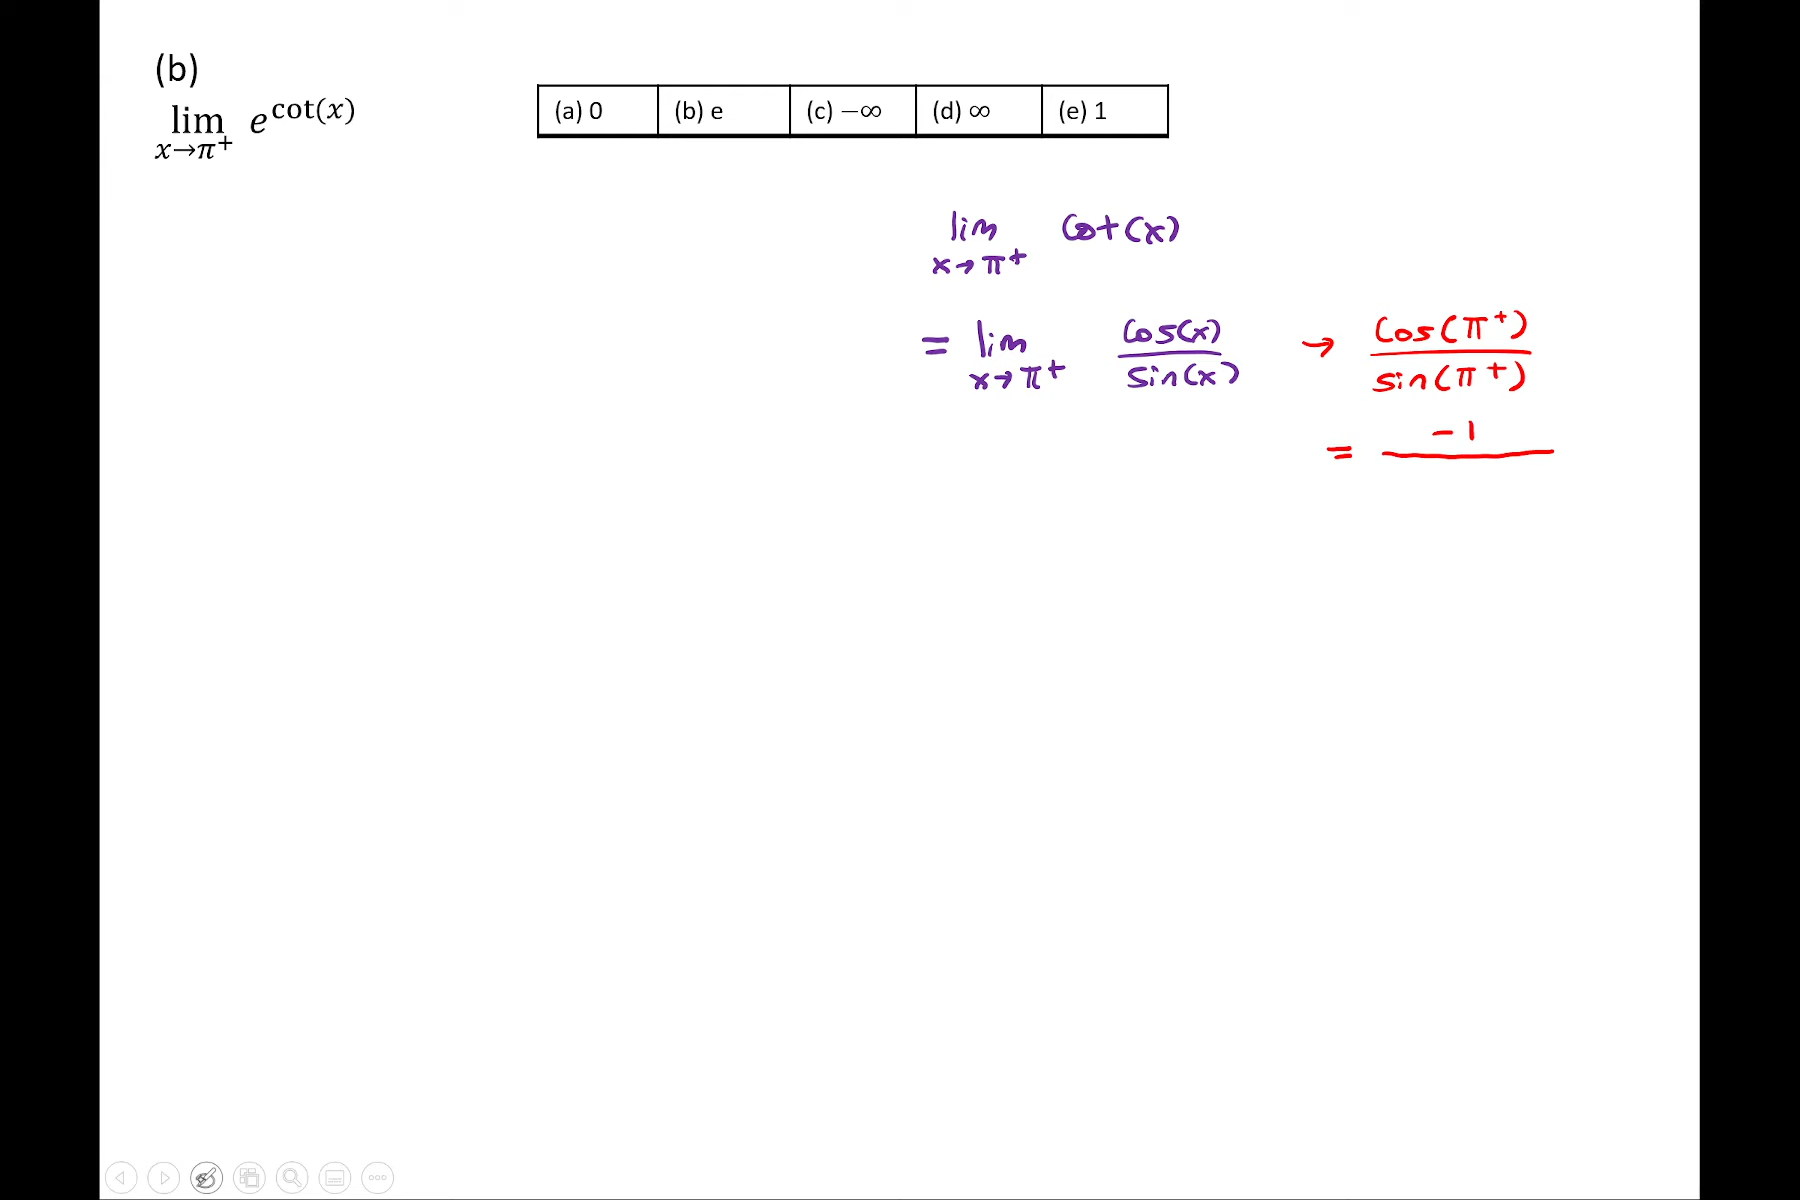 (b)
lim x→π⁺ e^cot(x)
(a) 0 (b) e (c) −∞ (d) ∞ (e) 1
lim x→π⁺ cot(x)
= lim x→π⁺ cos(x)/sin(x) → cos(π⁺)/sin(π⁺)
= -1/